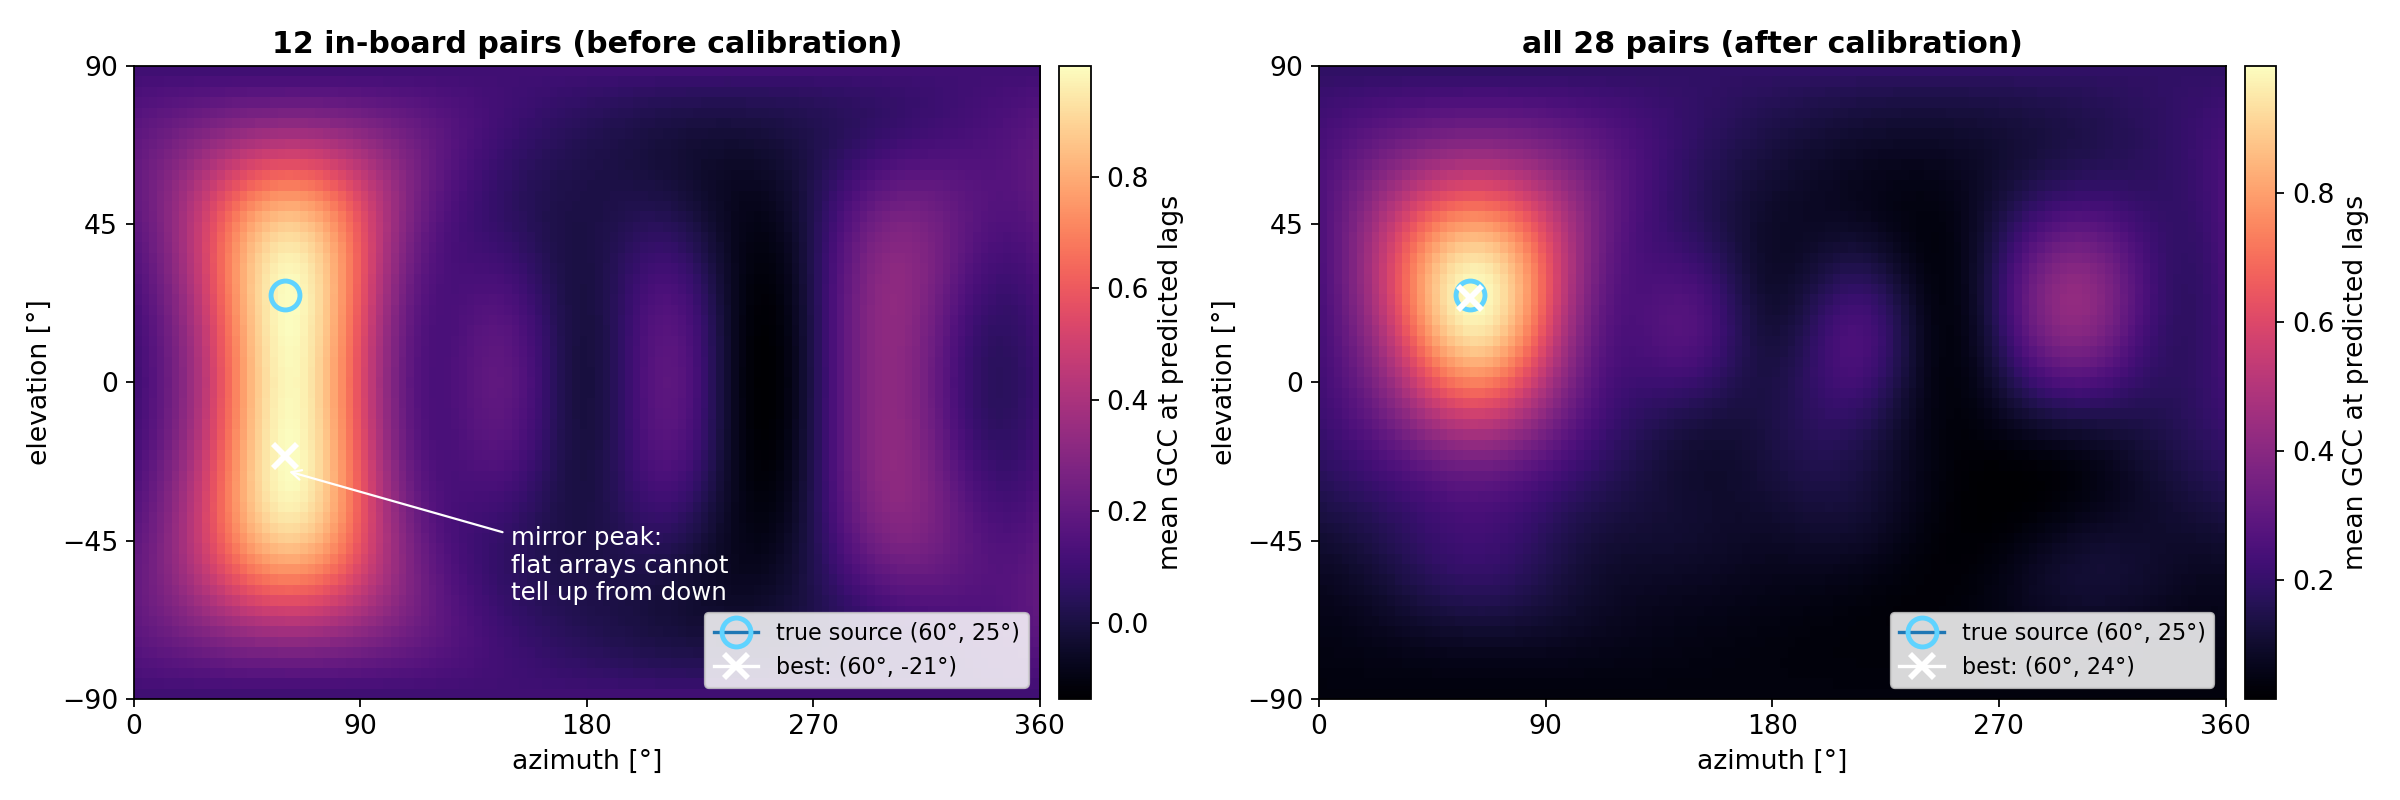 12 in-board pairs (before calibration)
90
45
0
−45
−90
elevation [°]
0
90
180
270
360
azimuth [°]
mirror peak:
flat arrays cannot
tell up from down
true source (60°, 25°)
best: (60°, -21°)
0.8
0.6
0.4
0.2
0.0
mean GCC at predicted lags
all 28 pairs (after calibration)
90
45
0
−45
−90
elevation [°]
0
90
180
270
360
azimuth [°]
true source (60°, 25°)
best: (60°, 24°)
0.8
0.6
0.4
0.2
mean GCC at predicted lags